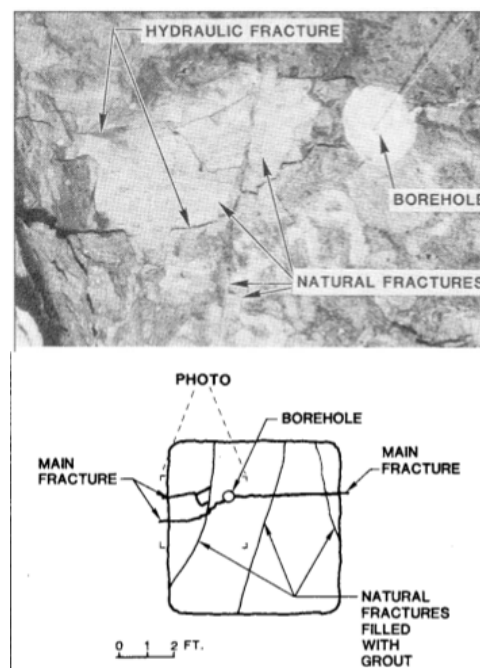 HYDRAULIC FRACTURE
BOREHOLE
NATURAL FRACTURES
PHOTO
BOREHOLE
MAIN
FRACTURE
MAIN
FRACTURE
NATURAL
FRACTURES
FILLED
WITH
GROUT
0 1 2 FT.